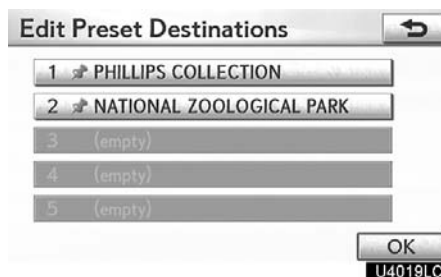 Edit Preset Destinations
1 PHILLIPS COLLECTION
2 NATIONAL ZOOLOGICAL PARK
3 (empty)
4 (empty)
5 (empty)
OK
U4019LC